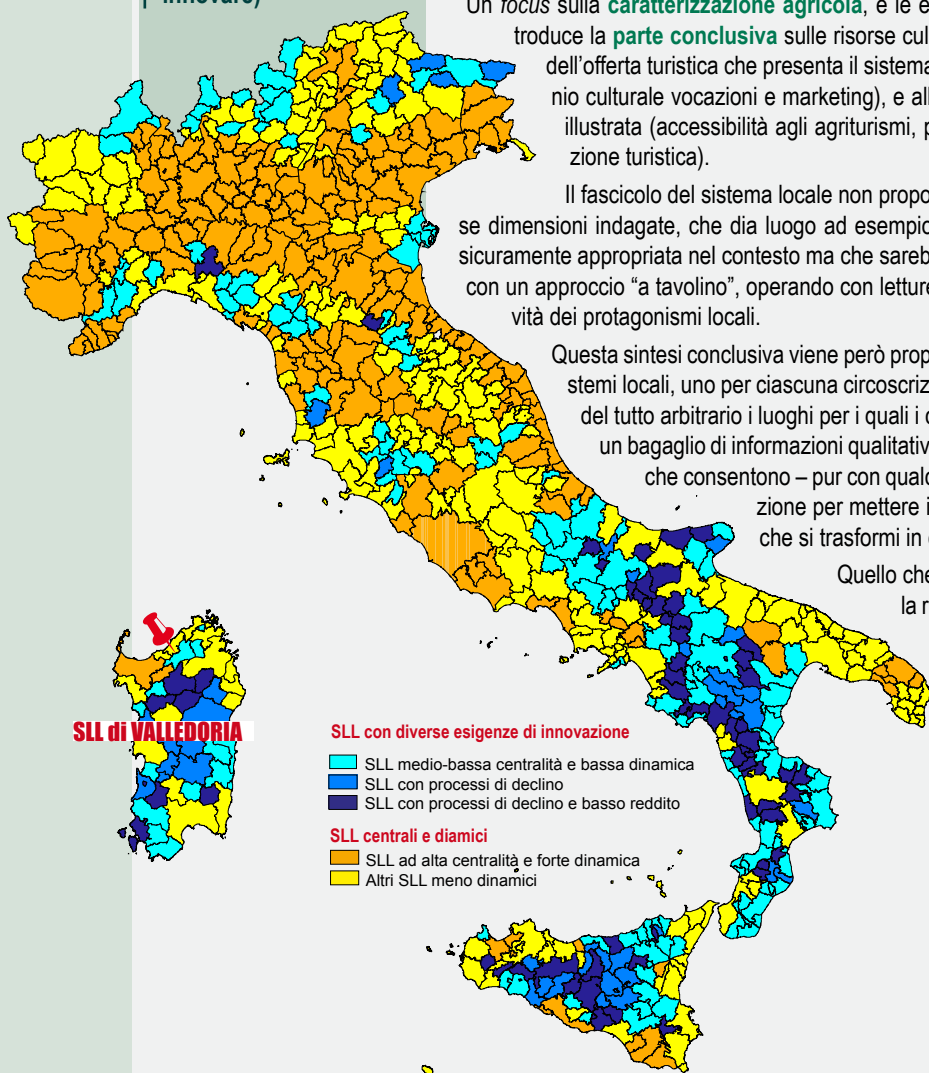 innovare)
Un focus sulla caratterizzazione agricola, e le e
troduce la parte conclusiva sulle risorse cul
dell'offerta turistica che presenta il sistema
nio culturale vocazioni e marketing), e all
illustrata (accessibilità agli agriturismi, p
zione turistica).
Il fascicolo del sistema locale non propo
se dimensioni indagate, che dia luogo ad esempio
sicuramente appropriata nel contesto ma che sareb
con un approccio “a tavolino”, operando con letture
vità dei protagonismi locali.
Questa sintesi conclusiva viene però prop
stemi locali, uno per ciascuna circoscriz
del tutto arbitrario i luoghi per i quali i
un bagaglio di informazioni qualitativ
che consentono – pur con qualc
zione per mettere i
che si trasformi in
Quello che
la r
SLL di VALLEDORIA
SLL con diverse esigenze di innovazione
SLL medio-bassa centralità e bassa dinamica
SLL con processi di declino
SLL con processi di declino e basso reddito
SLL centrali e diamici
SLL ad alta centralità e forte dinamica
Altri SLL meno dinamici